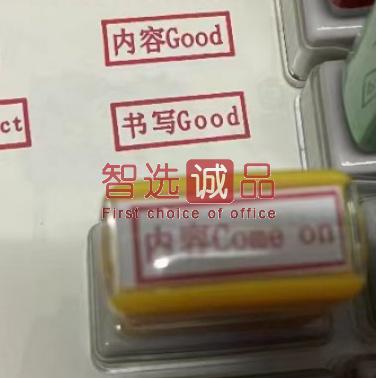 内容Good
ct
书写Good
智选诚品
First choice of office
内容Come on